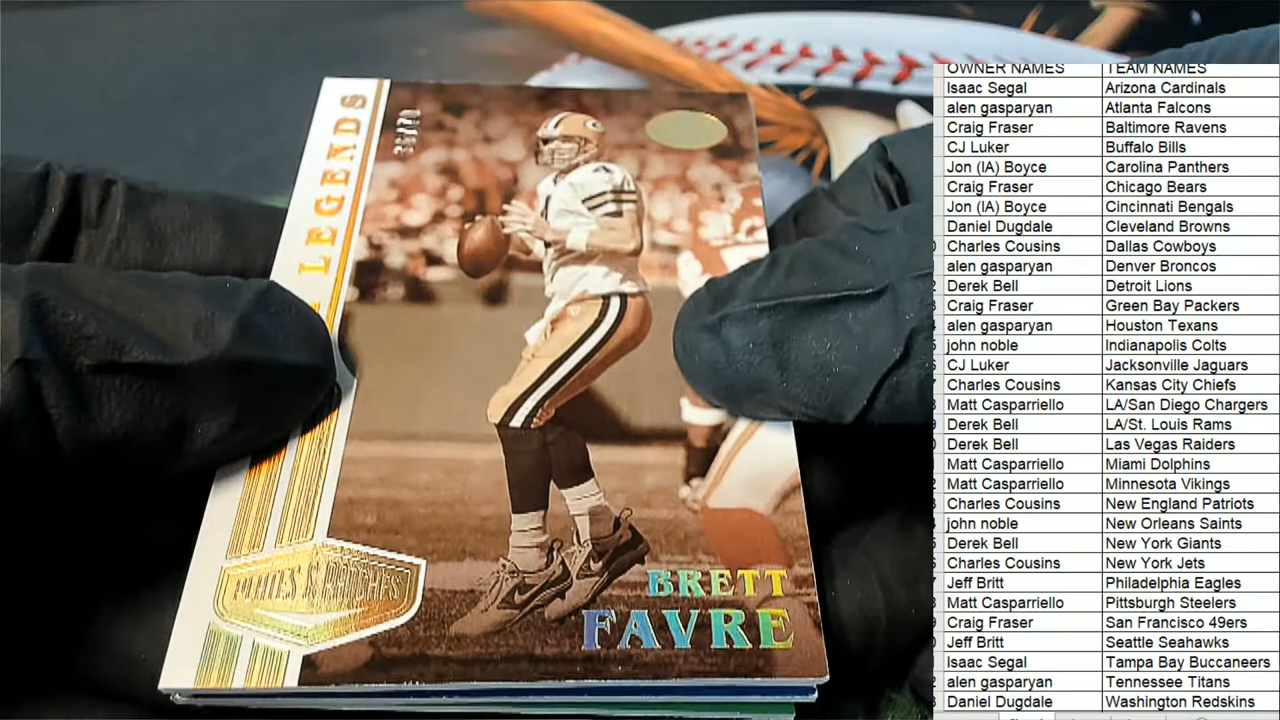 LEGENDS
PLATES & PATCHES
BRETT
FAVRE
OWNER NAMES TEAM NAMES
Isaac Segal Arizona Cardinals
alen gasparyan Atlanta Falcons
Craig Fraser Baltimore Ravens
CJ Luker Buffalo Bills
Jon (IA) Boyce Carolina Panthers
Craig Fraser Chicago Bears
Jon (IA) Boyce Cincinnati Bengals
Daniel Dugdale Cleveland Browns
Charles Cousins Dallas Cowboys
alen gasparyan Denver Broncos
Derek Bell Detroit Lions
Craig Fraser Green Bay Packers
alen gasparyan Houston Texans
john noble Indianapolis Colts
CJ Luker Jacksonville Jaguars
Charles Cousins Kansas City Chiefs
Matt Casparriello LA/San Diego Chargers
Derek Bell LA/St. Louis Rams
Derek Bell Las Vegas Raiders
Matt Casparriello Miami Dolphins
Matt Casparriello Minnesota Vikings
Charles Cousins New England Patriots
john noble New Orleans Saints
Derek Bell New York Giants
Charles Cousins New York Jets
Jeff Britt Philadelphia Eagles
Matt Casparriello Pittsburgh Steelers
Craig Fraser San Francisco 49ers
Jeff Britt Seattle Seahawks
Isaac Segal Tampa Bay Buccaneers
alen gasparyan Tennessee Titans
Daniel Dugdale Washington Redskins